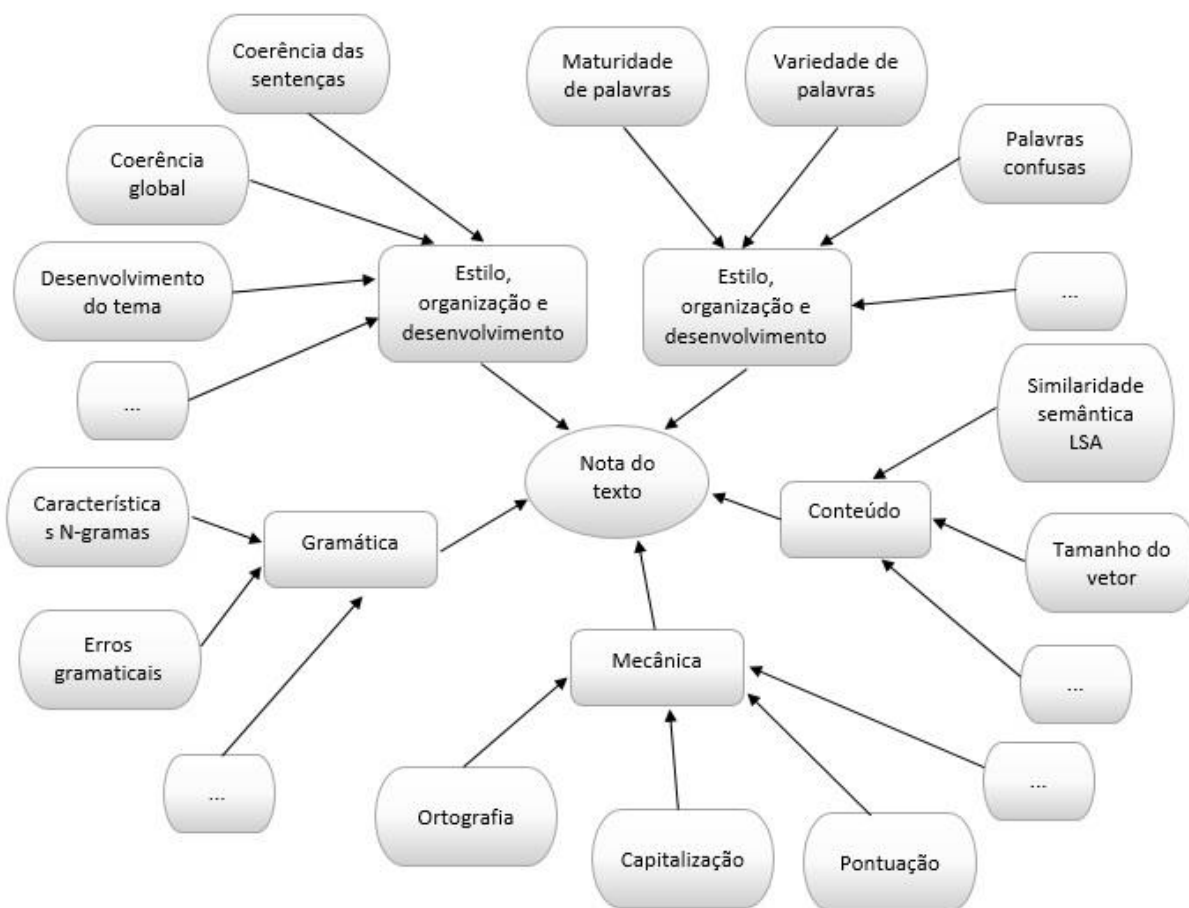 Coerência das
sentenças
Maturidade
de palavras
Variedade de
palavras
Coerência
global
Palavras
confusas
Desenvolvimento
do tema
Estilo,
organização e
desenvolvimento
Estilo,
organização e
desenvolvimento
...
...
Similaridade
semântica
LSA
Nota do
texto
Característica
s N-gramas
Gramática
Conteúdo
Tamanho do
vetor
Erros
gramaticais
Mecânica
...
...
...
Ortografia
Capitalização
Pontuação